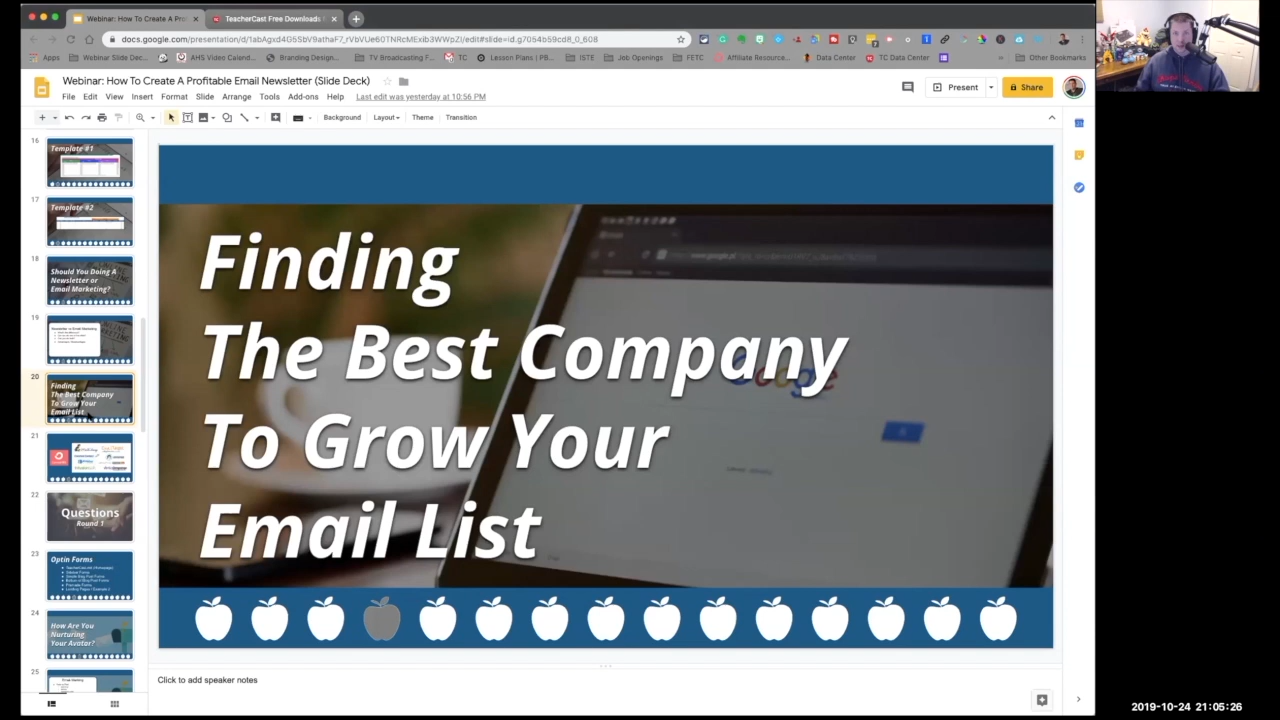 Webinar: How To Create A Pro
TeacherCast Free Downloads
docs.google.com/presentation/d/1abAgxd4G5SbV9athaF7_rVbVUe60TNRcMExib3WWpZI/edit#slide=id.g7054b59cd8_0_608
Apps
Webinar Slide Dec...
AHS Video Calend...
Branding Design...
TV Broadcasting F...
TC
Lesson Plans | PB...
ISTE
Job Openings
FETC
Affiliate Resource...
Data Center
TC Data Center
Other Bookmarks
Webinar: How To Create A Profitable Email Newsletter (Slide Deck)
File Edit View Insert Format Slide Arrange Tools Add-ons Help Last edit was yesterday at 10:56 PM
Present
Share
Background Layout Theme Transition
16
Template #1
17
Template #2
18
Should You Doing A
Newsletter or
Email Marketing?
19
20
Finding
The Best Company
To Grow Your
Email List
21
22
Questions
Round 1
23
Optin Forms
24
How Are You
Nurturing
Your Avatar?
25
Finding
The Best Company
To Grow Your
Email List
Google
Click to add speaker notes
2019-10-24 21:05:26